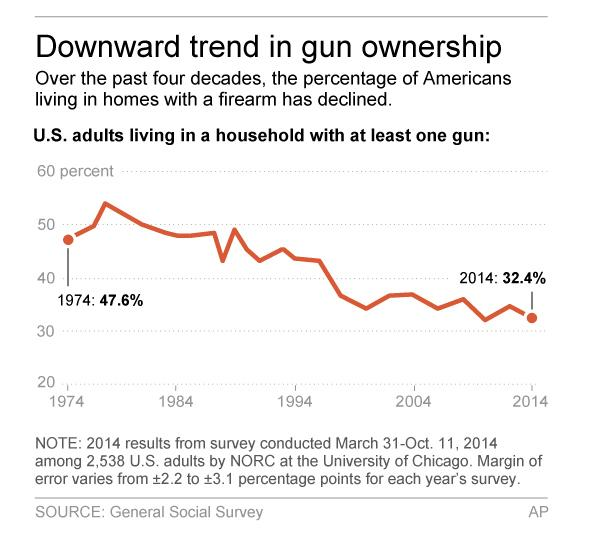 Downward trend in gun ownership
Over the past four decades, the percentage of Americans
living in homes with a firearm has declined.
U.S. adults living in a household with at least one gun:
60 percent
50
40
2014: 32.4%
1974: 47.6%
30
20
1974 1984 1994 2004 2014
NOTE: 2014 results from survey conducted March 31-Oct. 11, 2014
among 2,538 U.S. adults by NORC at the University of Chicago. Margin of
error varies from ±2.2 to ±3.1 percentage points for each year's survey.
SOURCE: General Social Survey AP